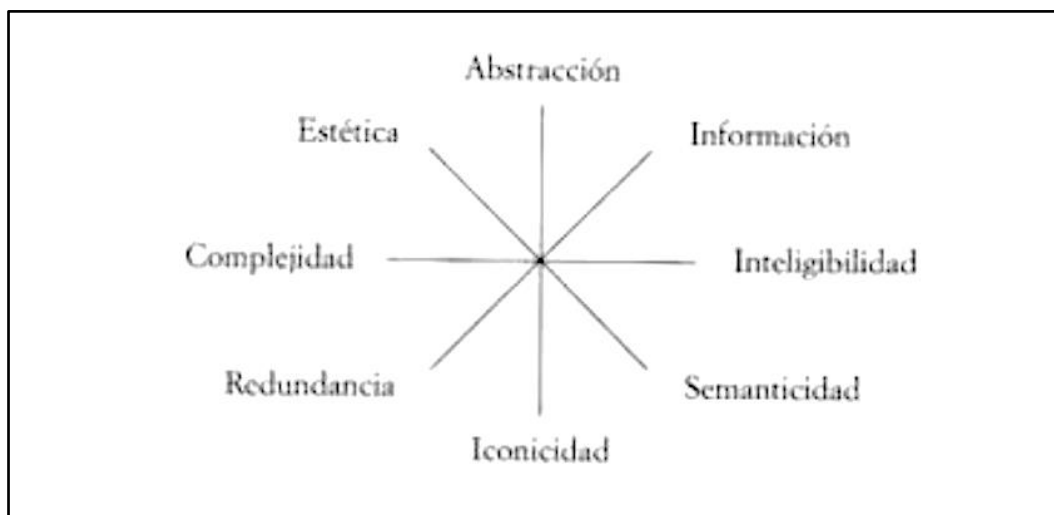 Abstracción
Estética
Información
Complejidad
Inteligibilidad
Redundancia
Semanticidad
Iconicidad